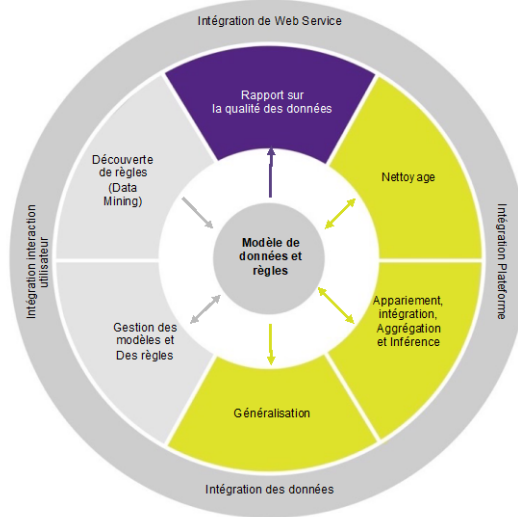 Intégration de Web Service
Rapport sur
la qualité des données
Découverte
de règles
(Data
Mining)
Nettoyage
Intégration interaction
utilisateur
Modèle de
données et
règles
Intégration Plateforme
Appariement,
intégration,
Aggrégation
et Inférence
Gestion des
modèles et
Des règles
Généralisation
Intégration des données